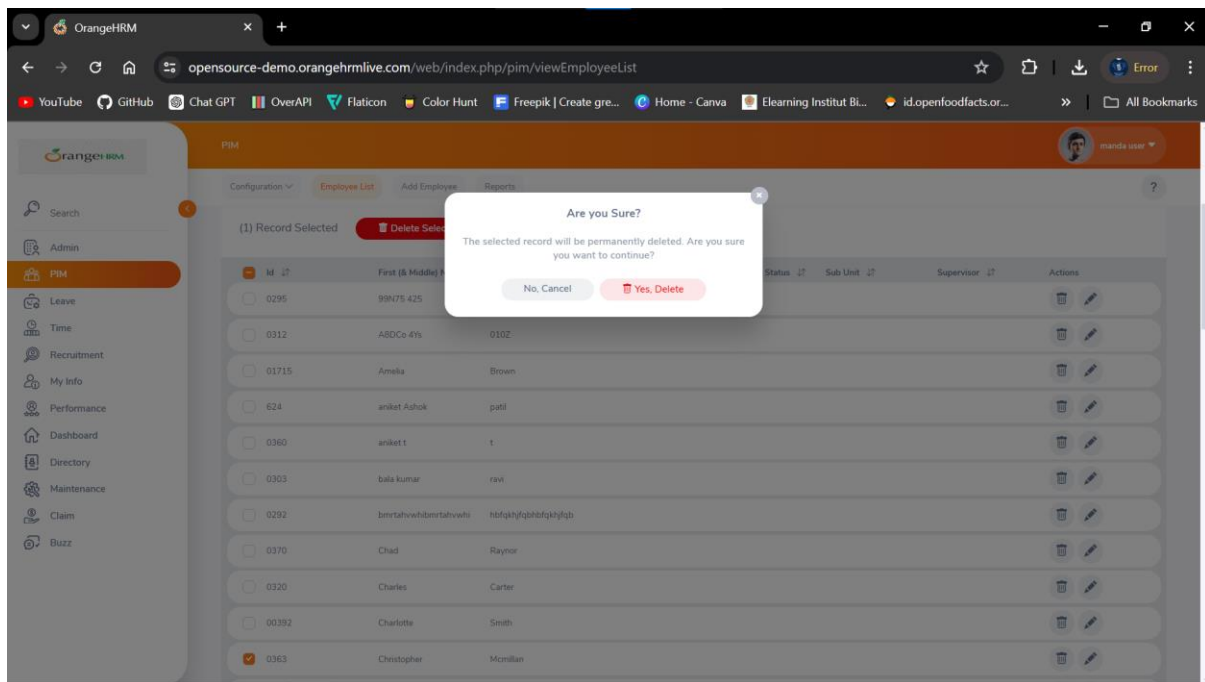 OrangeHRM
opensource-demo.orangehrmlive.com/web/index.php/pim/viewEmployeeList
Error
YouTube GitHub Chat GPT OverAPI Flaticon Color Hunt Freepik | Create gre... Home - Canva Elearning Institut Bi... id.openfoodfacts.or... » All Bookmarks
OrangeHRM
PIM
manda user
Configuration Employee List Add Employee Reports ?
Search
Admin
PIM
Leave
Time
Recruitment
My Info
Performance
Dashboard
Directory
Maintenance
Claim
Buzz
(1) Record Selected
Delete Selec
Are you Sure?
The selected record will be permanently deleted. Are you sure
you want to continue?
No, Cancel Yes, Delete
Id First (& Middle) N Status Sub Unit Supervisor Actions
0295 99N75 425
0312 ABDCo 4Ys 010Z
01715 Amelia Brown
624 aniket Ashok patil
0360 aniket t t
0303 bala kumar ravi
0292
0370 Chad Raynor
0320 Charles Carter
00392 Charlotte Smith
0363 Christopher Mcmillan